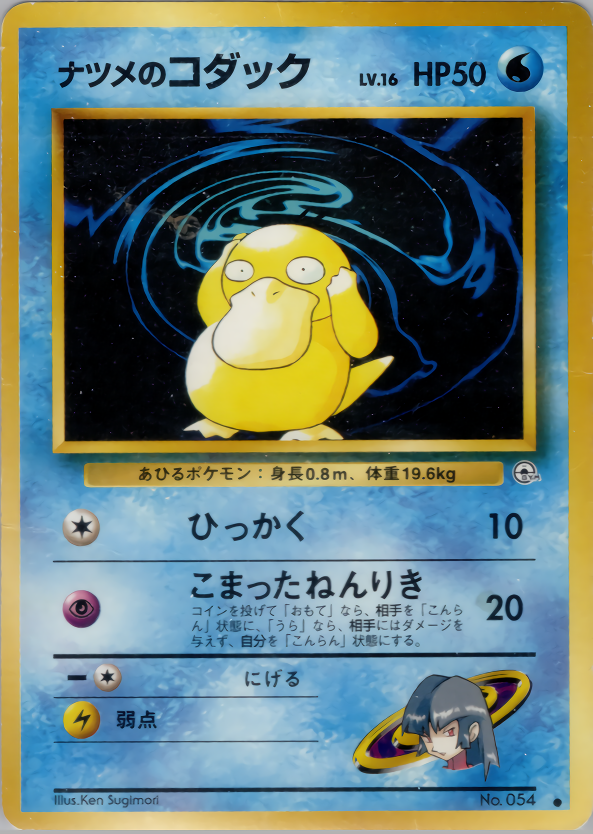 ナツメのコダック LV.16 HP50
あひるポケモン：身長0.8m、体重19.6kg
GYM
ひっかく 10
こまったねんりき 20
コインを投げて「おもて」なら、相手を「こんら
ん」状態に、「うら」なら、相手にはダメージを
与えず、自分を「こんらん」状態にする。
ー にげる
弱点
Illus.Ken Sugimori No. 054